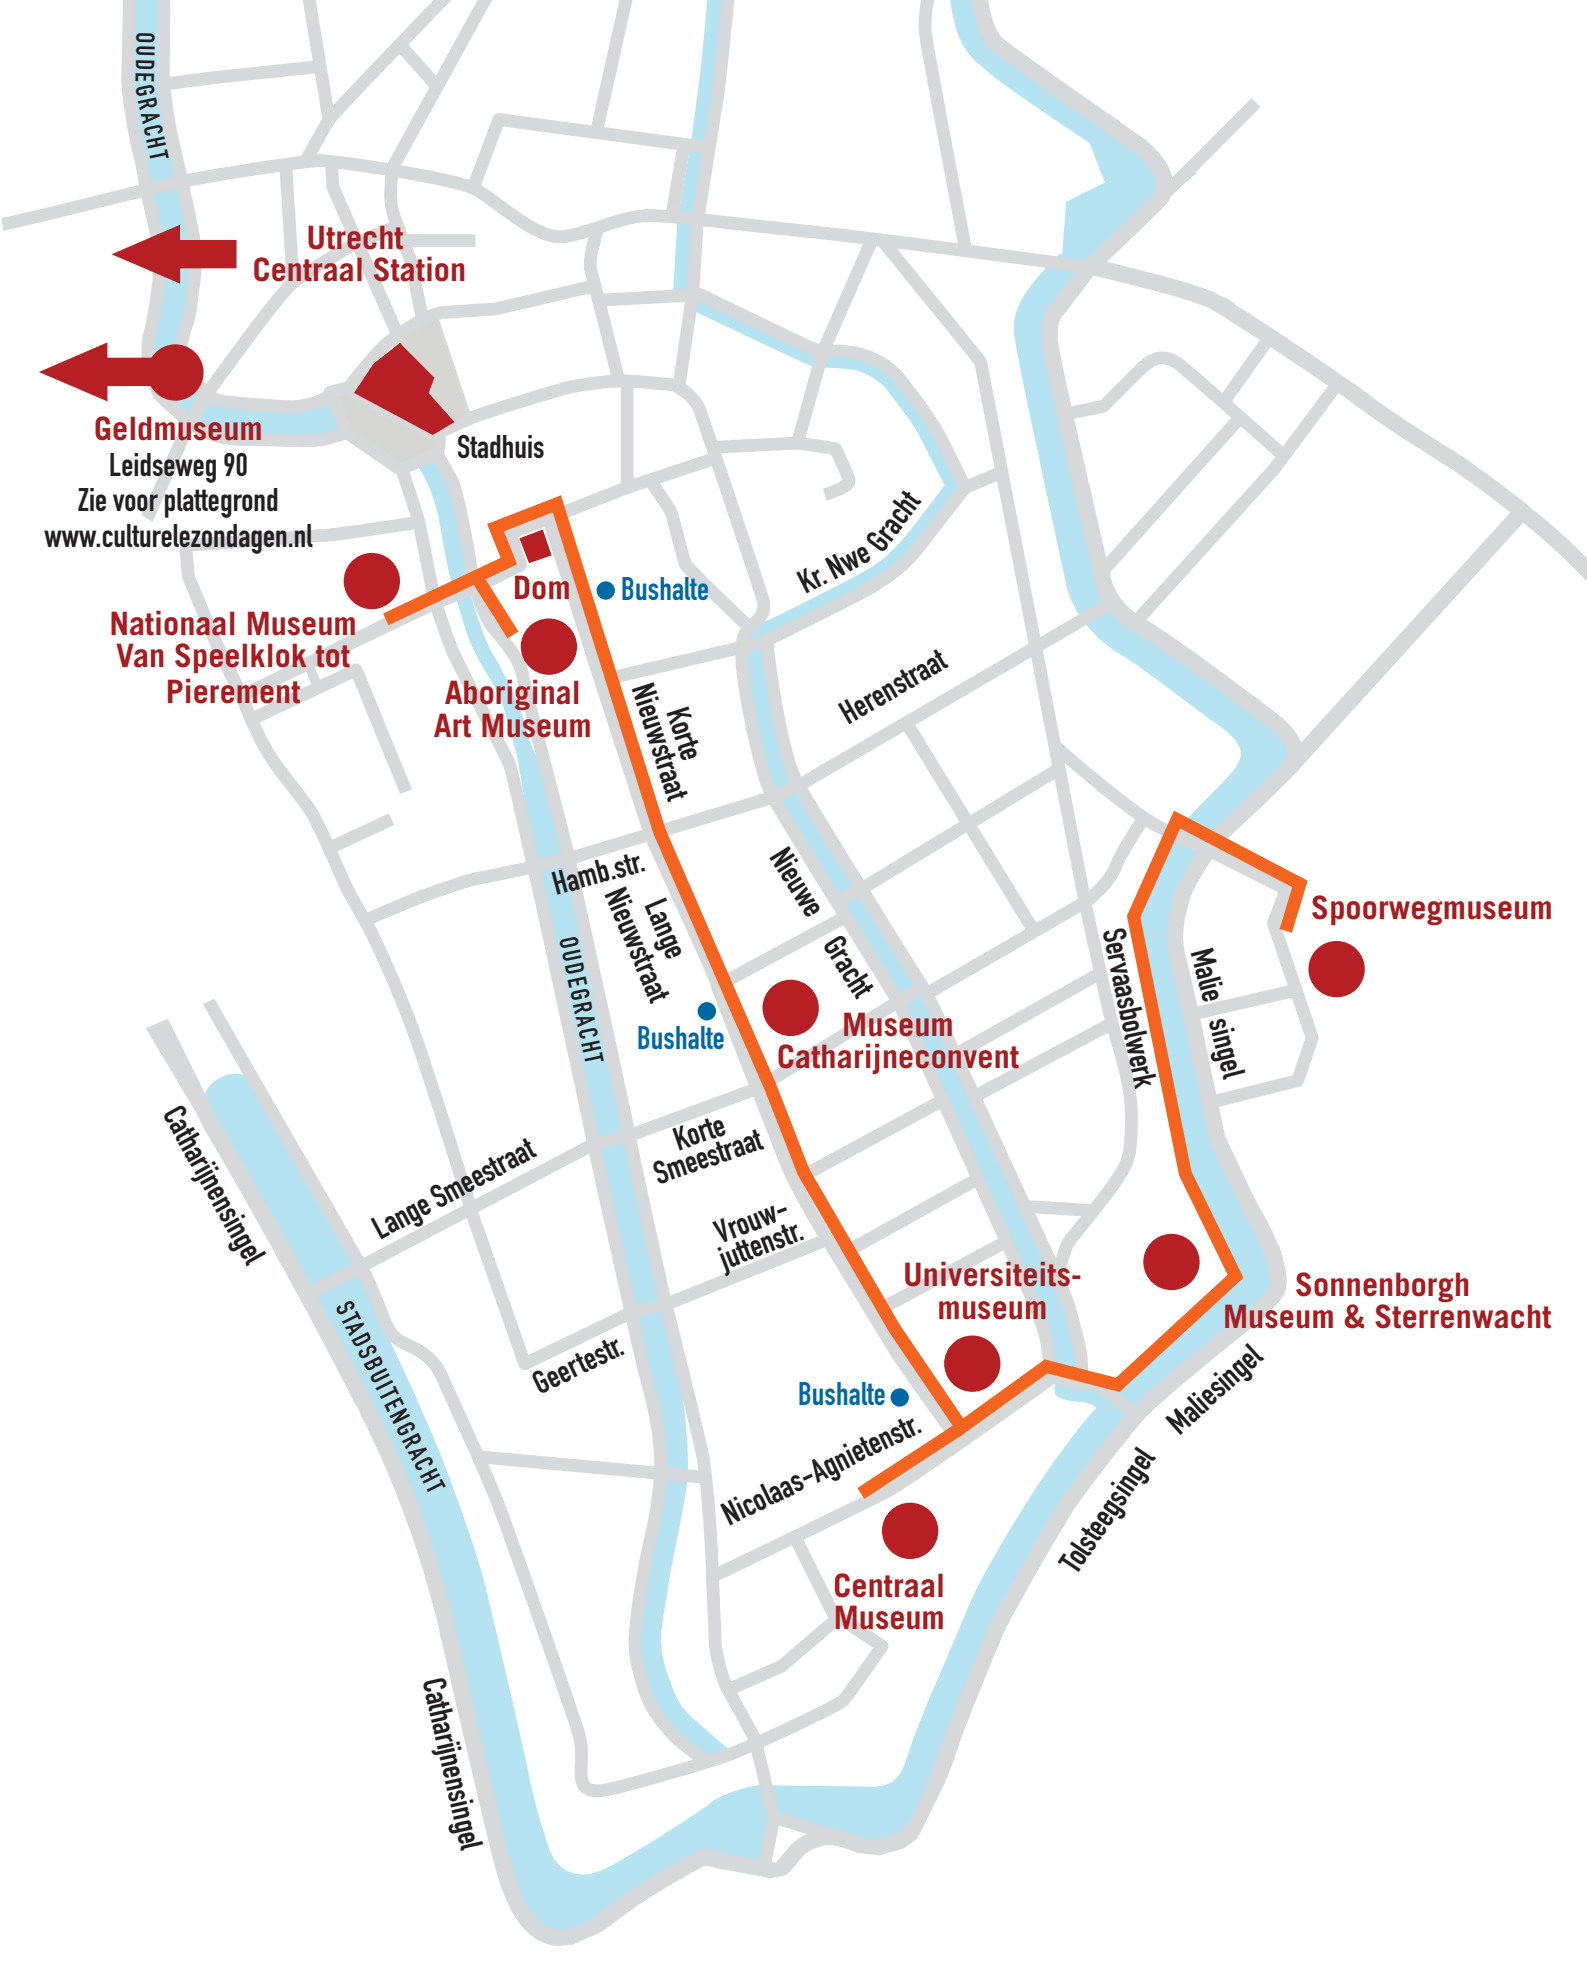 OUDEGRACHT
Utrecht
Centraal Station
Geldmuseum
Leidseweg 90
Zie voor plattegrond
www.culturelezondagen.nl
Stadhuis
Kr. Nwe Gracht
Dom
Bushalte
Nationaal Museum
Van Speelklok tot
Pierement
Aboriginal
Art Museum
Korte
Nieuwstraat
Herenstraat
Hamb.str.
Lange
Nieuwstraat
Nieuwe
Gracht
OUDEGRACHT
Spoorwegmuseum
Servaasbolwerk
Malie
singel
Bushalte
Museum
Catharijneconvent
Catharijnensingel
Lange Smeestraat
Korte
Smeestraat
Vrouw-
juttenstr.
Universiteits-
museum
Sonnenborgh
Museum & Sterrenwacht
STADSBUITENGRACHT
Geertestr.
Bushalte
Maliesingel
Nicolaas-Agnietenstr.
Tolsteegsingel
Centraal
Museum
Catharijnensingel